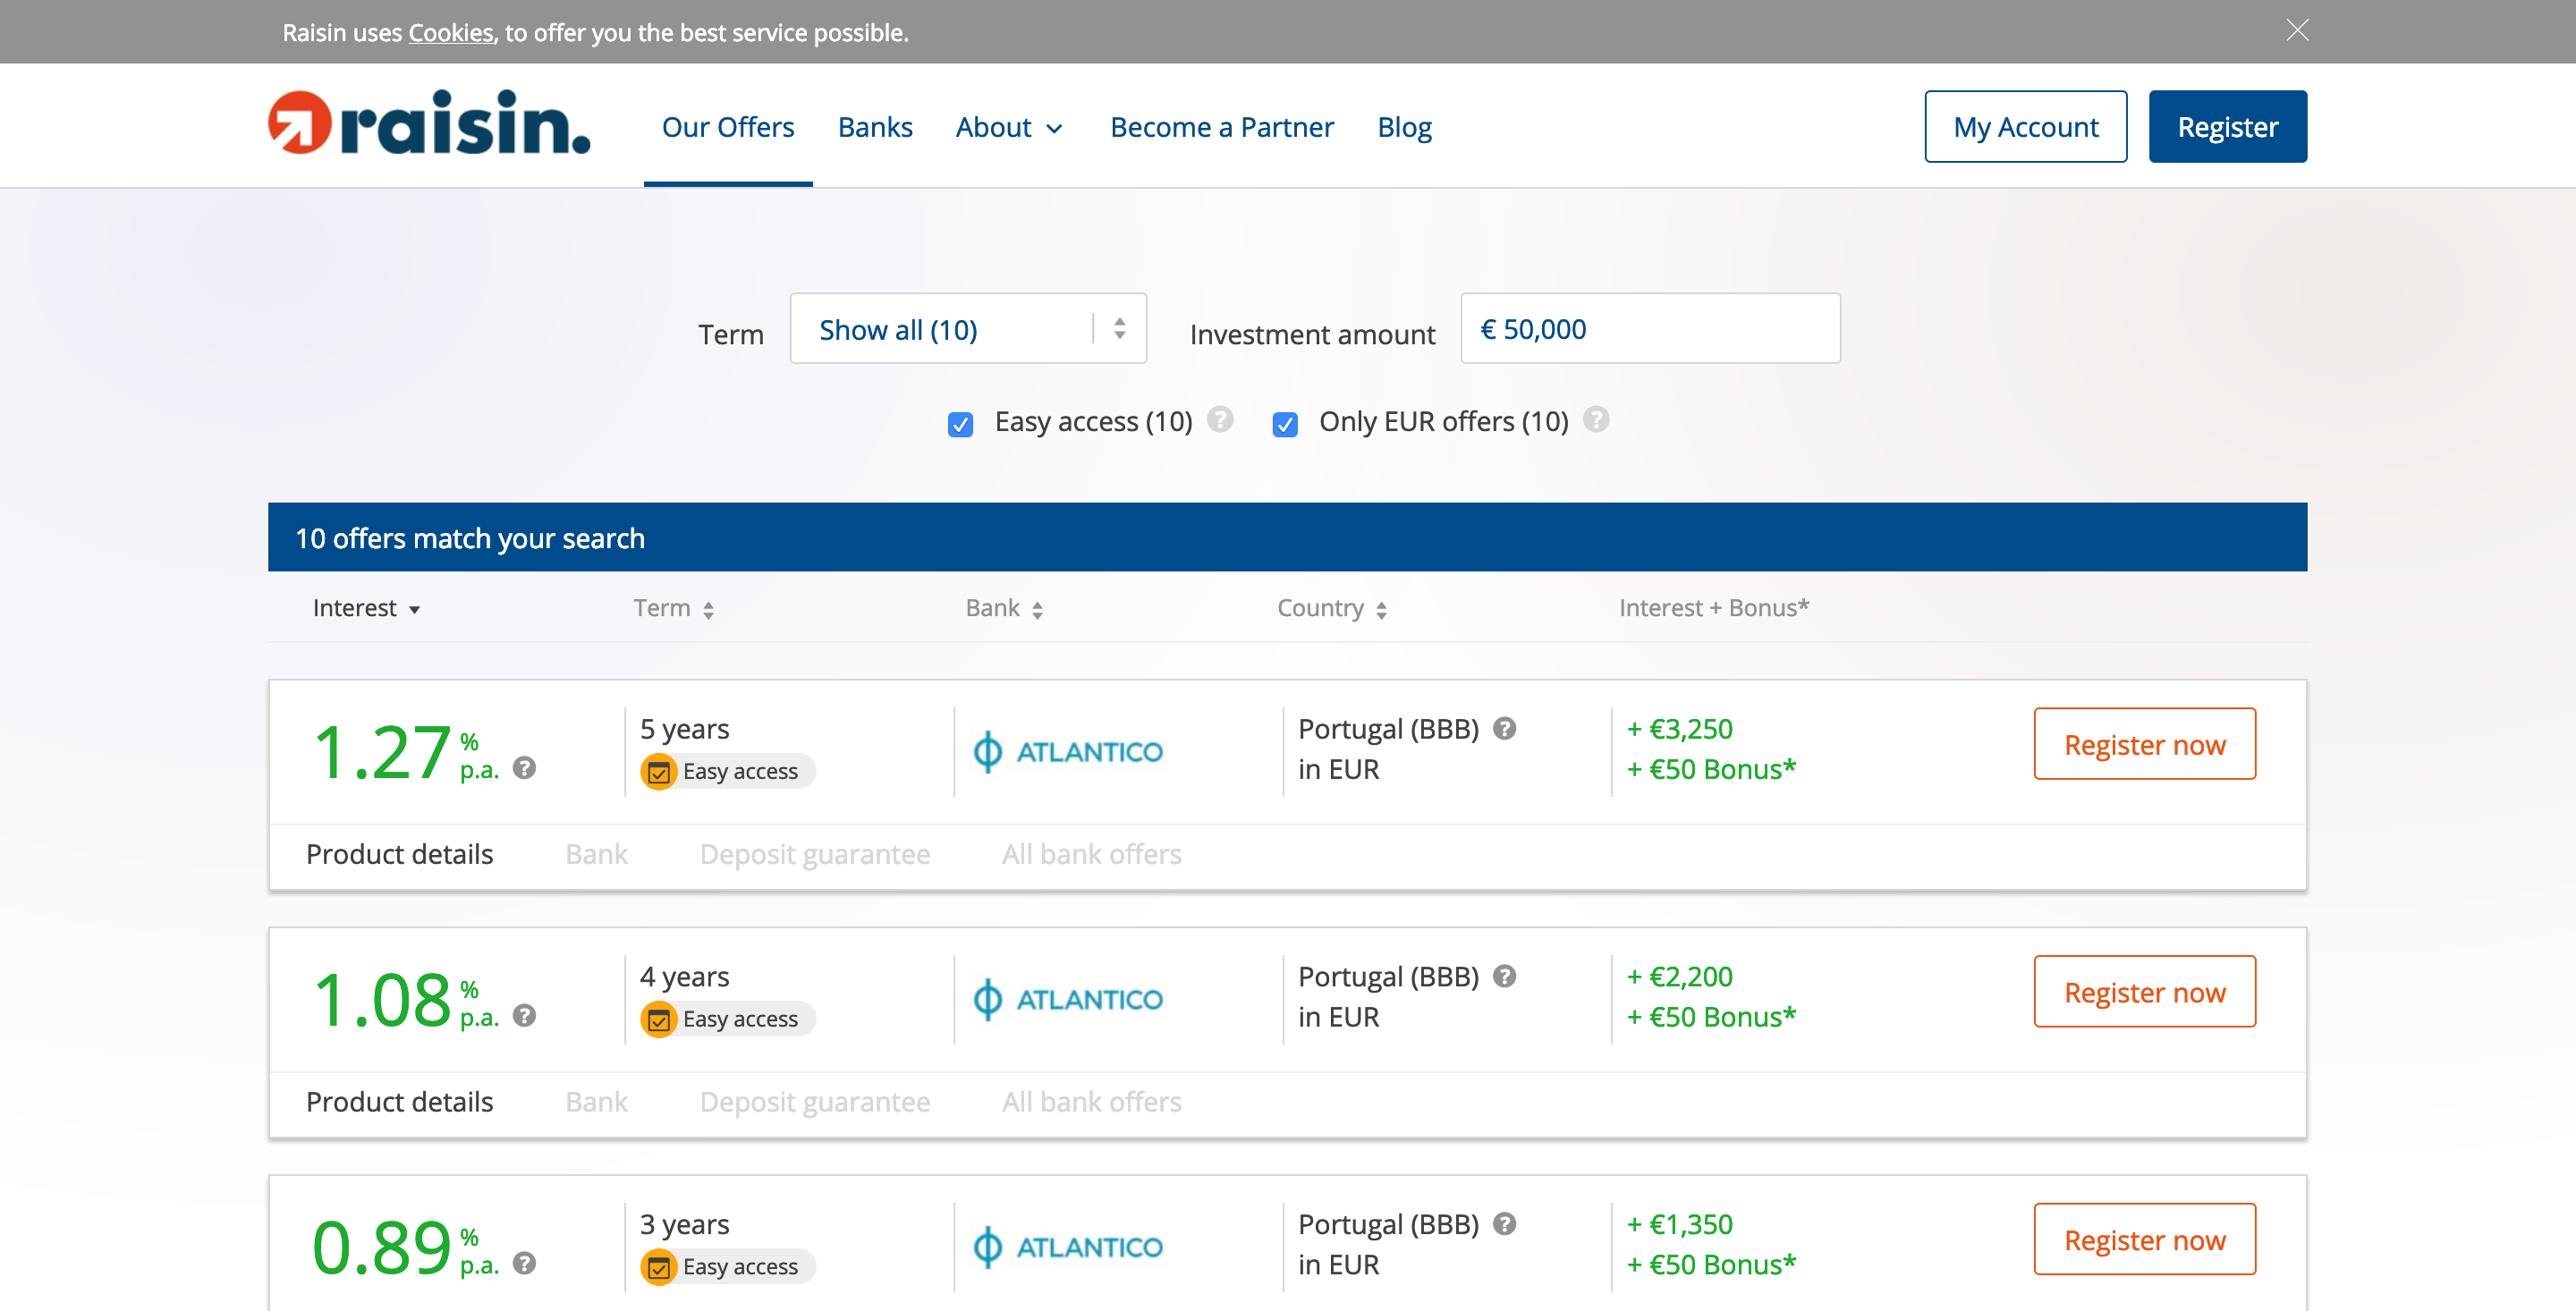 Raisin uses Cookies, to offer you the best service possible.
raisin.
Our Offers
Banks
About
Become a Partner
Blog
My Account
Register
Term
Show all (10)
Investment amount
€ 50,000
Easy access (10) ?
Only EUR offers (10) ?
10 offers match your search
Interest
Term
Bank
Country
Interest + Bonus*
1.27 % p.a. ?
5 years
Easy access
ATLANTICO
Portugal (BBB) ?
in EUR
+ €3,250
+ €50 Bonus*
Register now
Product details
Bank
Deposit guarantee
All bank offers
1.08 % p.a. ?
4 years
Easy access
ATLANTICO
Portugal (BBB) ?
in EUR
+ €2,200
+ €50 Bonus*
Register now
Product details
Bank
Deposit guarantee
All bank offers
0.89 % p.a. ?
3 years
Easy access
ATLANTICO
Portugal (BBB) ?
in EUR
+ €1,350
+ €50 Bonus*
Register now